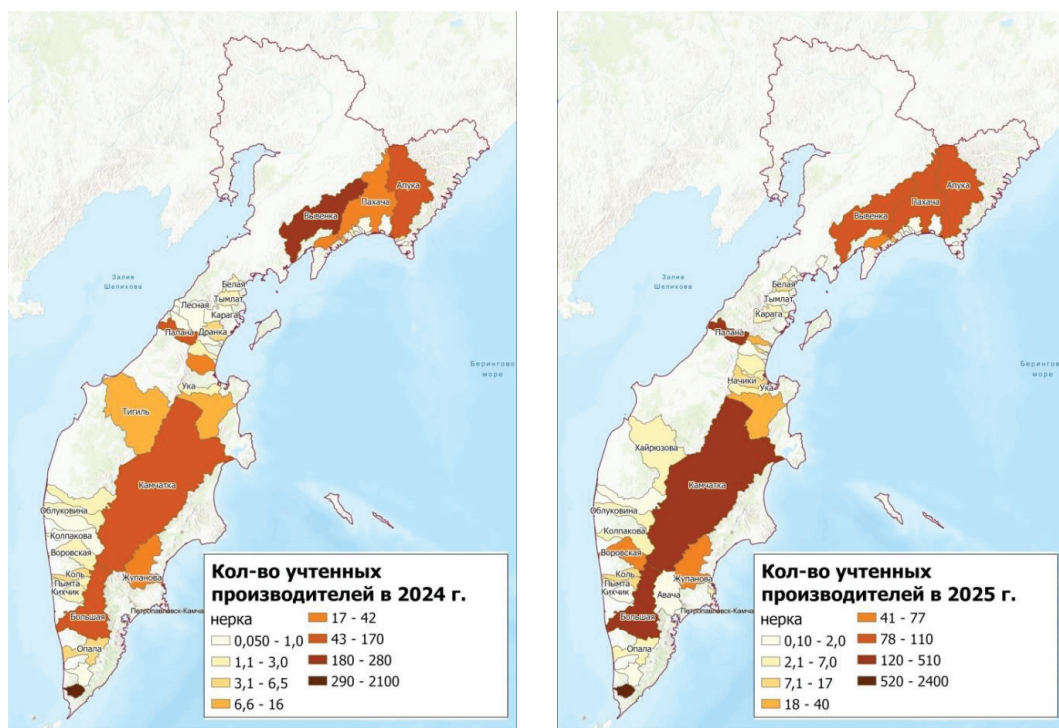 Апука
Пахача
Вывенка
Залив
Шелихова
Белая
Тымлат
Лесная
Карага
Палана
Дранка
Берингово
море
Ука
Тигиль
Камчатка
Облуковина
Колпакова
Воровская
Коль
Пымта
Кихчик
Жупанова
Петропавловск-Камча
Большая
Опала
Кол-во учтенных
производителей в 2024 г.
нерка
0,050 - 1,0
1,1 - 3,0
3,1 - 6,5
6,6 - 16
17 - 42
43 - 170
180 - 280
290 - 2100
Апука
Пахача
Вывенка
Залив
Шелихова
Белая
Тымлат
Карага
Палана
Берингово
море
Начики
Ука
Хайрюзова
Камчатка
Облуковина
Колпакова
Воровская
Коль
Пымта
Кихчик
Жупанова
Авача
Петропавловск-Камча
Большая
Опала
Кол-во учтенных
производителей в 2025 г.
нерка
0,10 - 2,0
2,1 - 7,0
7,1 - 17
18 - 40
41 - 77
78 - 110
120 - 510
520 - 2400